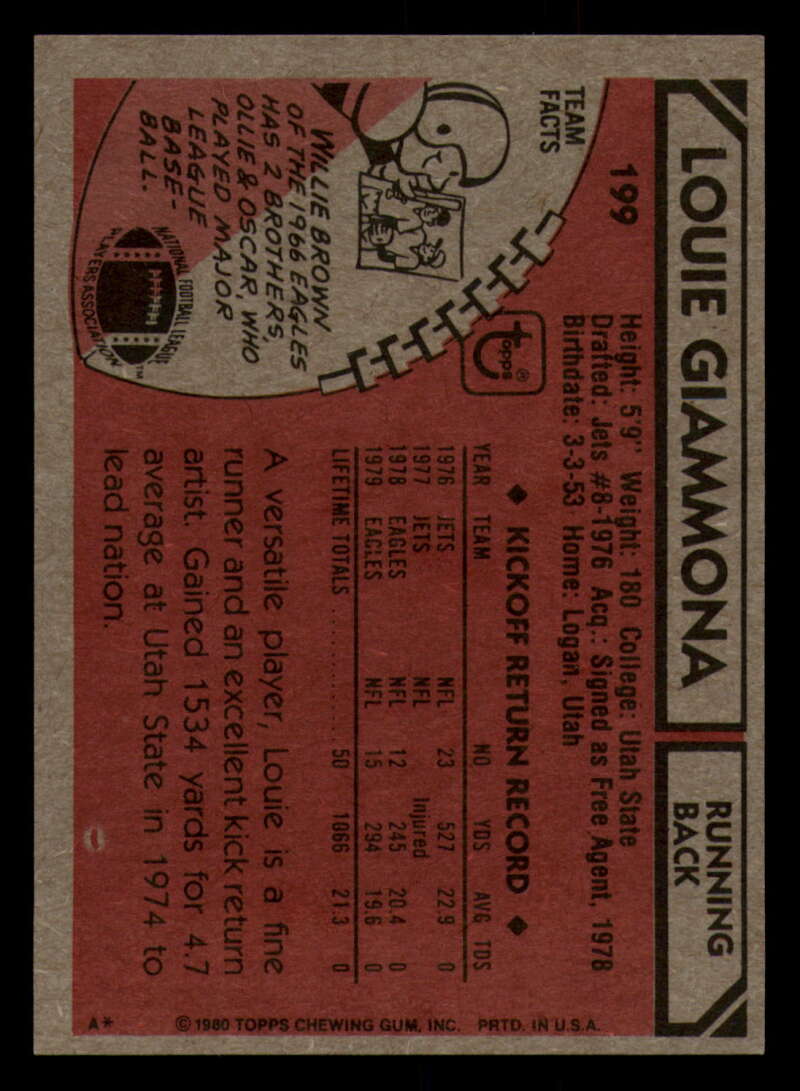 LOUIE GIAMMONA
RUNNING
BACK
199
Height: 5'9" Weight: 180 College: Utah State
Drafted: Jets #8-1976 Acq.: Signed as Free Agent, 1978
Birthdate: 3-3-53 Home: Logan, Utah
TEAM
FACTS
WILLIE BROWN
OF THE 1966 EAGLES
HAS 2 BROTHERS,
OLLIE & OSCAR, WHO
PLAYED MAJOR
LEAGUE
BASE-
BALL.
NATIONAL FOOTBALL LEAGUE
PLAYERS ASSOCIATION™
Topps®
◆ KICKOFF RETURN RECORD ◆
YEAR TEAM NO YDS AVG TDS
1976 JETS NFL 23 527 22.9 0
1977 JETS NFL Injured
1978 EAGLES NFL 12 245 20.4 0
1979 EAGLES NFL 15 294 19.6 0
LIFETIME TOTALS .............. 50 1066 21.3 0
A versatile player, Louie is a fine
runner and an excellent kick return
artist. Gained 1534 yards for 4.7
average at Utah State in 1974 to
lead nation.
© 1980 TOPPS CHEWING GUM, INC. PRTD. IN U.S.A.
A*